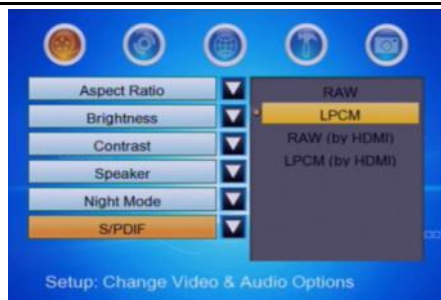 Aspect Ratio
Brightness
Contrast
Speaker
Night Mode
S/PDIF
RAW
LPCM
RAW (by HDMI)
LPCM (by HDMI)
Setup: Change Video & Audio Options